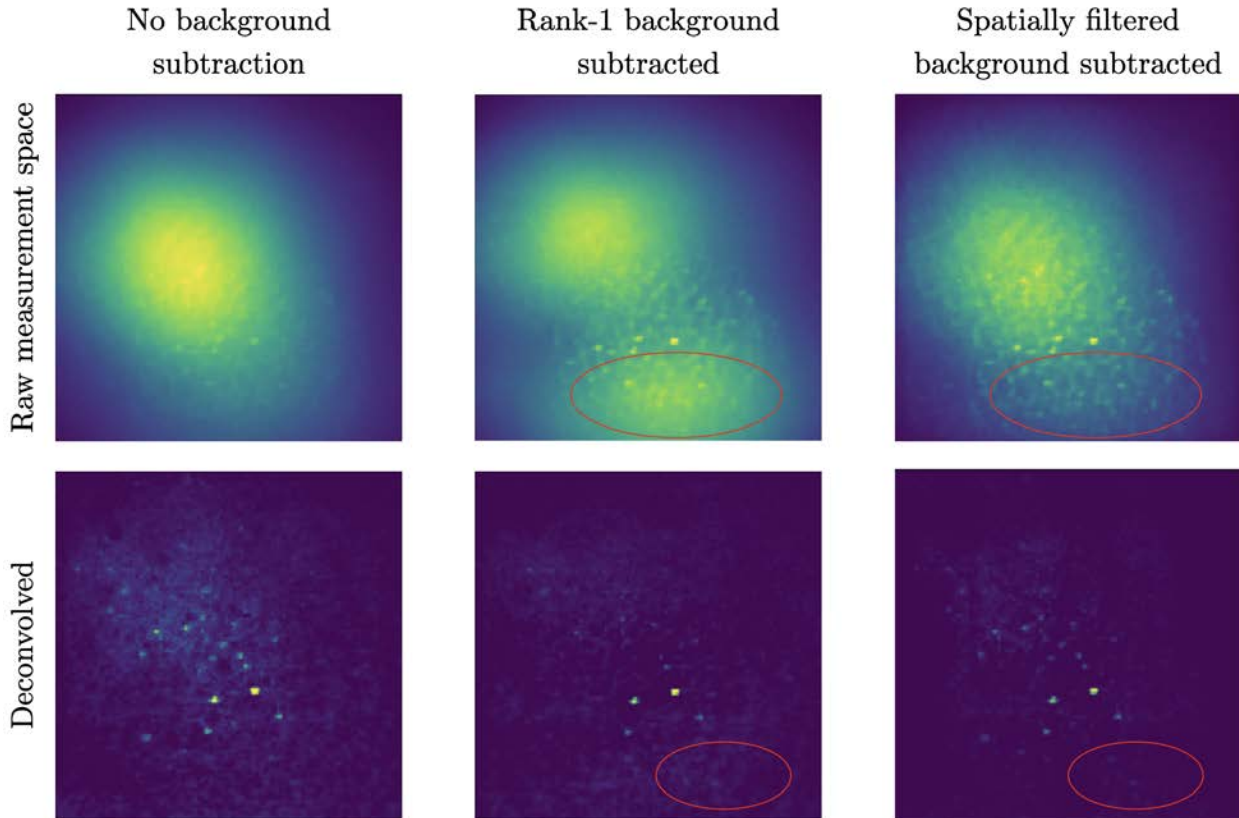 No background
subtraction
Rank-1 background
subtracted
Spatially filtered
background subtracted
Raw measurement space
Deconvolved